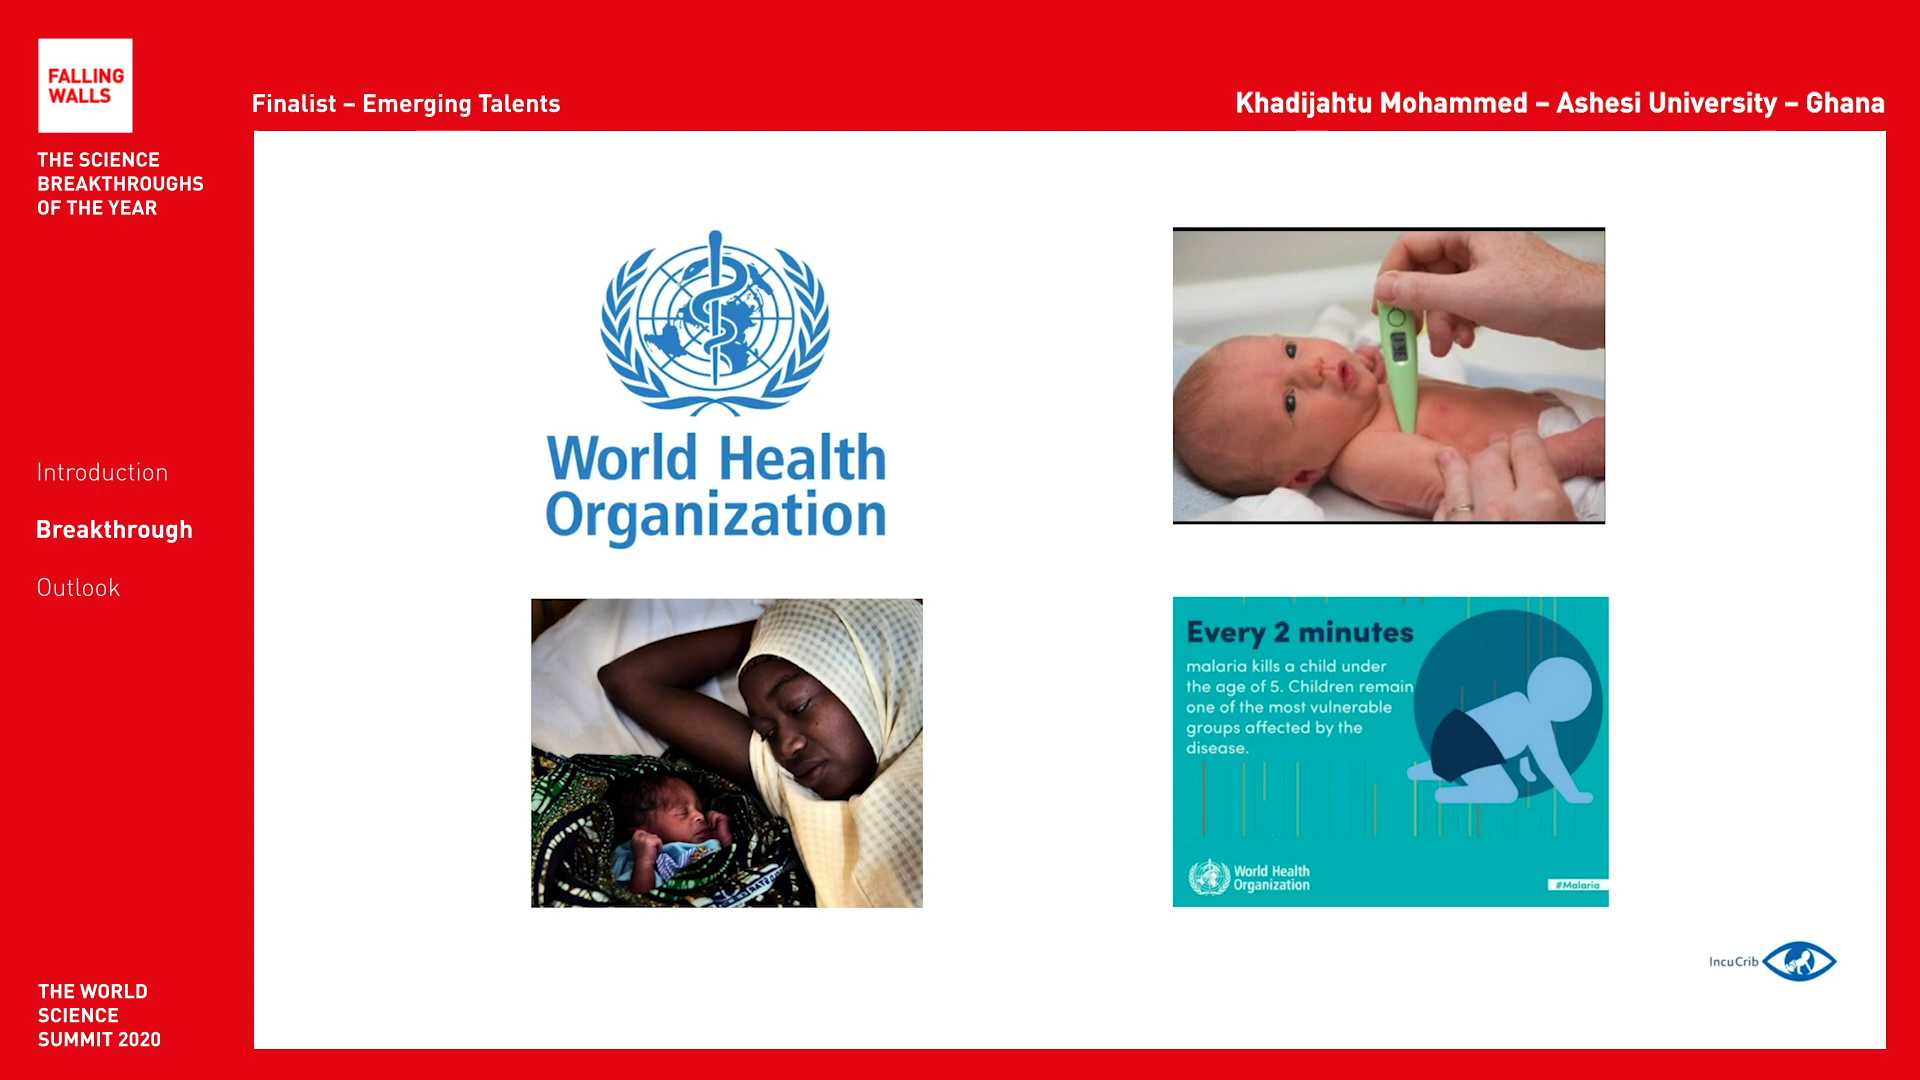 FALLING
WALLS
THE SCIENCE
BREAKTHROUGHS
OF THE YEAR
Finalist – Emerging Talents
Khadijahtu Mohammed – Ashesi University – Ghana
Introduction
Breakthrough
Outlook
World Health
Organization
Every 2 minutes
malaria kills a child under
the age of 5. Children remain
one of the most vulnerable
groups affected by the
disease.
World Health
Organization
#Malaria
IncuCrib
THE WORLD
SCIENCE
SUMMIT 2020